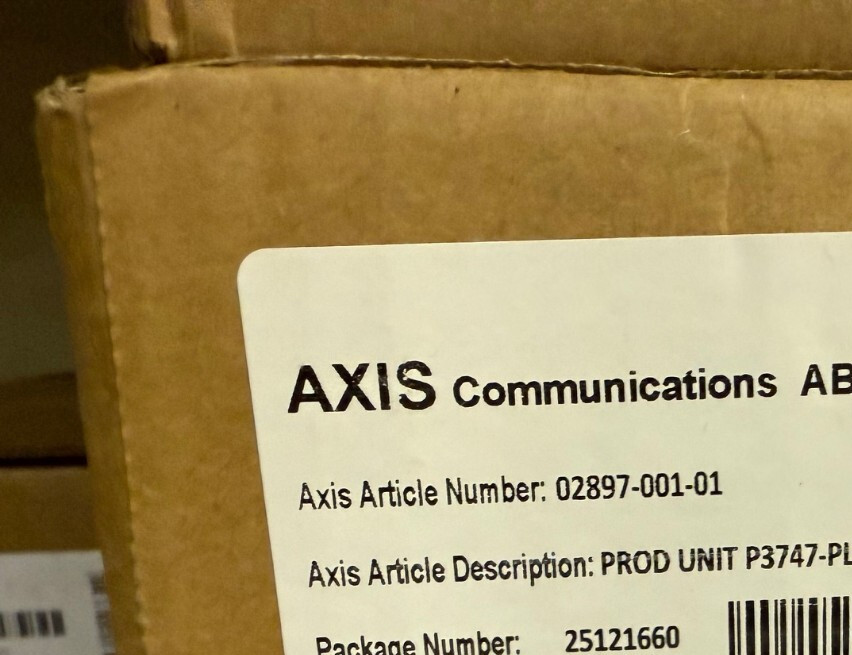 AXIS Communications AB
Axis Article Number: 02897-001-01
Axis Article Description: PROD UNIT P3747-PL
Package Number: 25121660